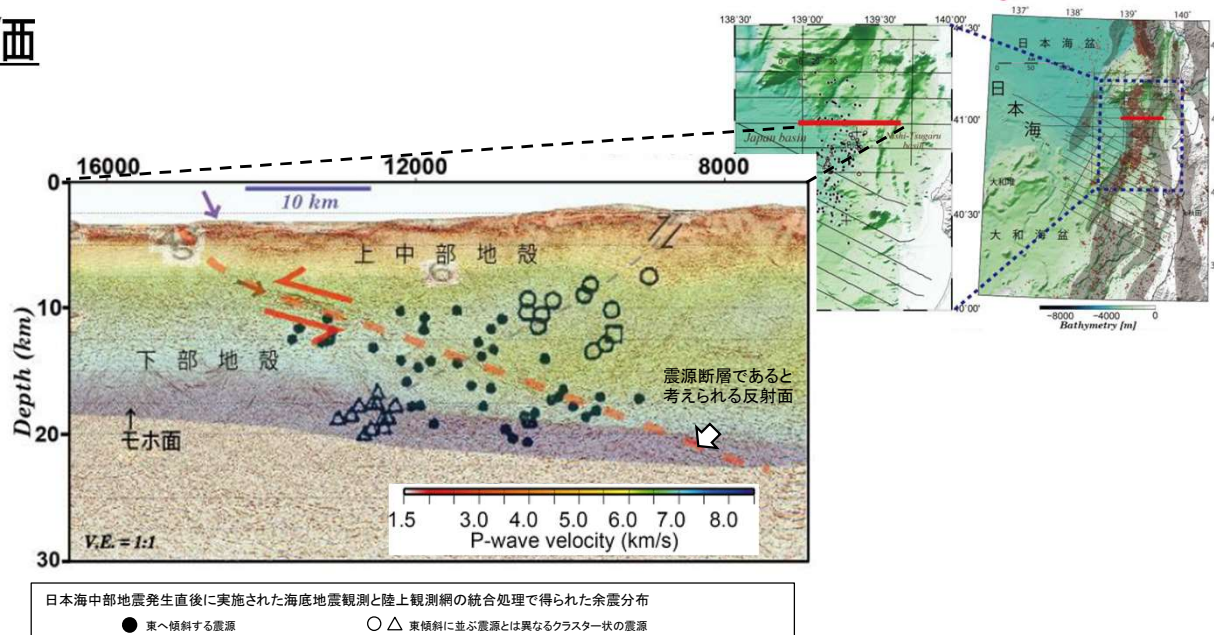 価
138˚30'
139˚00'
139˚30'
140˚00'
41˚00'
40˚30'
40˚00'
Japan basin
137˚
138˚
139˚
140˚
日本海盆
日本海
大和堆
大和海盆
秋田
−8000
−4000
0
Bathymetry [m]
16000
12000
8000
0
10
20
30
Depth (km)
10 km
上中部地殻
下部地殻
モホ面
震源断層であると
考えられる反射面
1.5
3.0
4.0
5.0
6.0
7.0
8.0
P-wave velocity (km/s)
V.E. = 1:1
日本海中部地震発生直後に実施された海底地震観測と陸上観測網の統合処理で得られた余震分布
● 東へ傾斜する震源
○ △ 東傾斜に並ぶ震源とは異なるクラスター状の震源